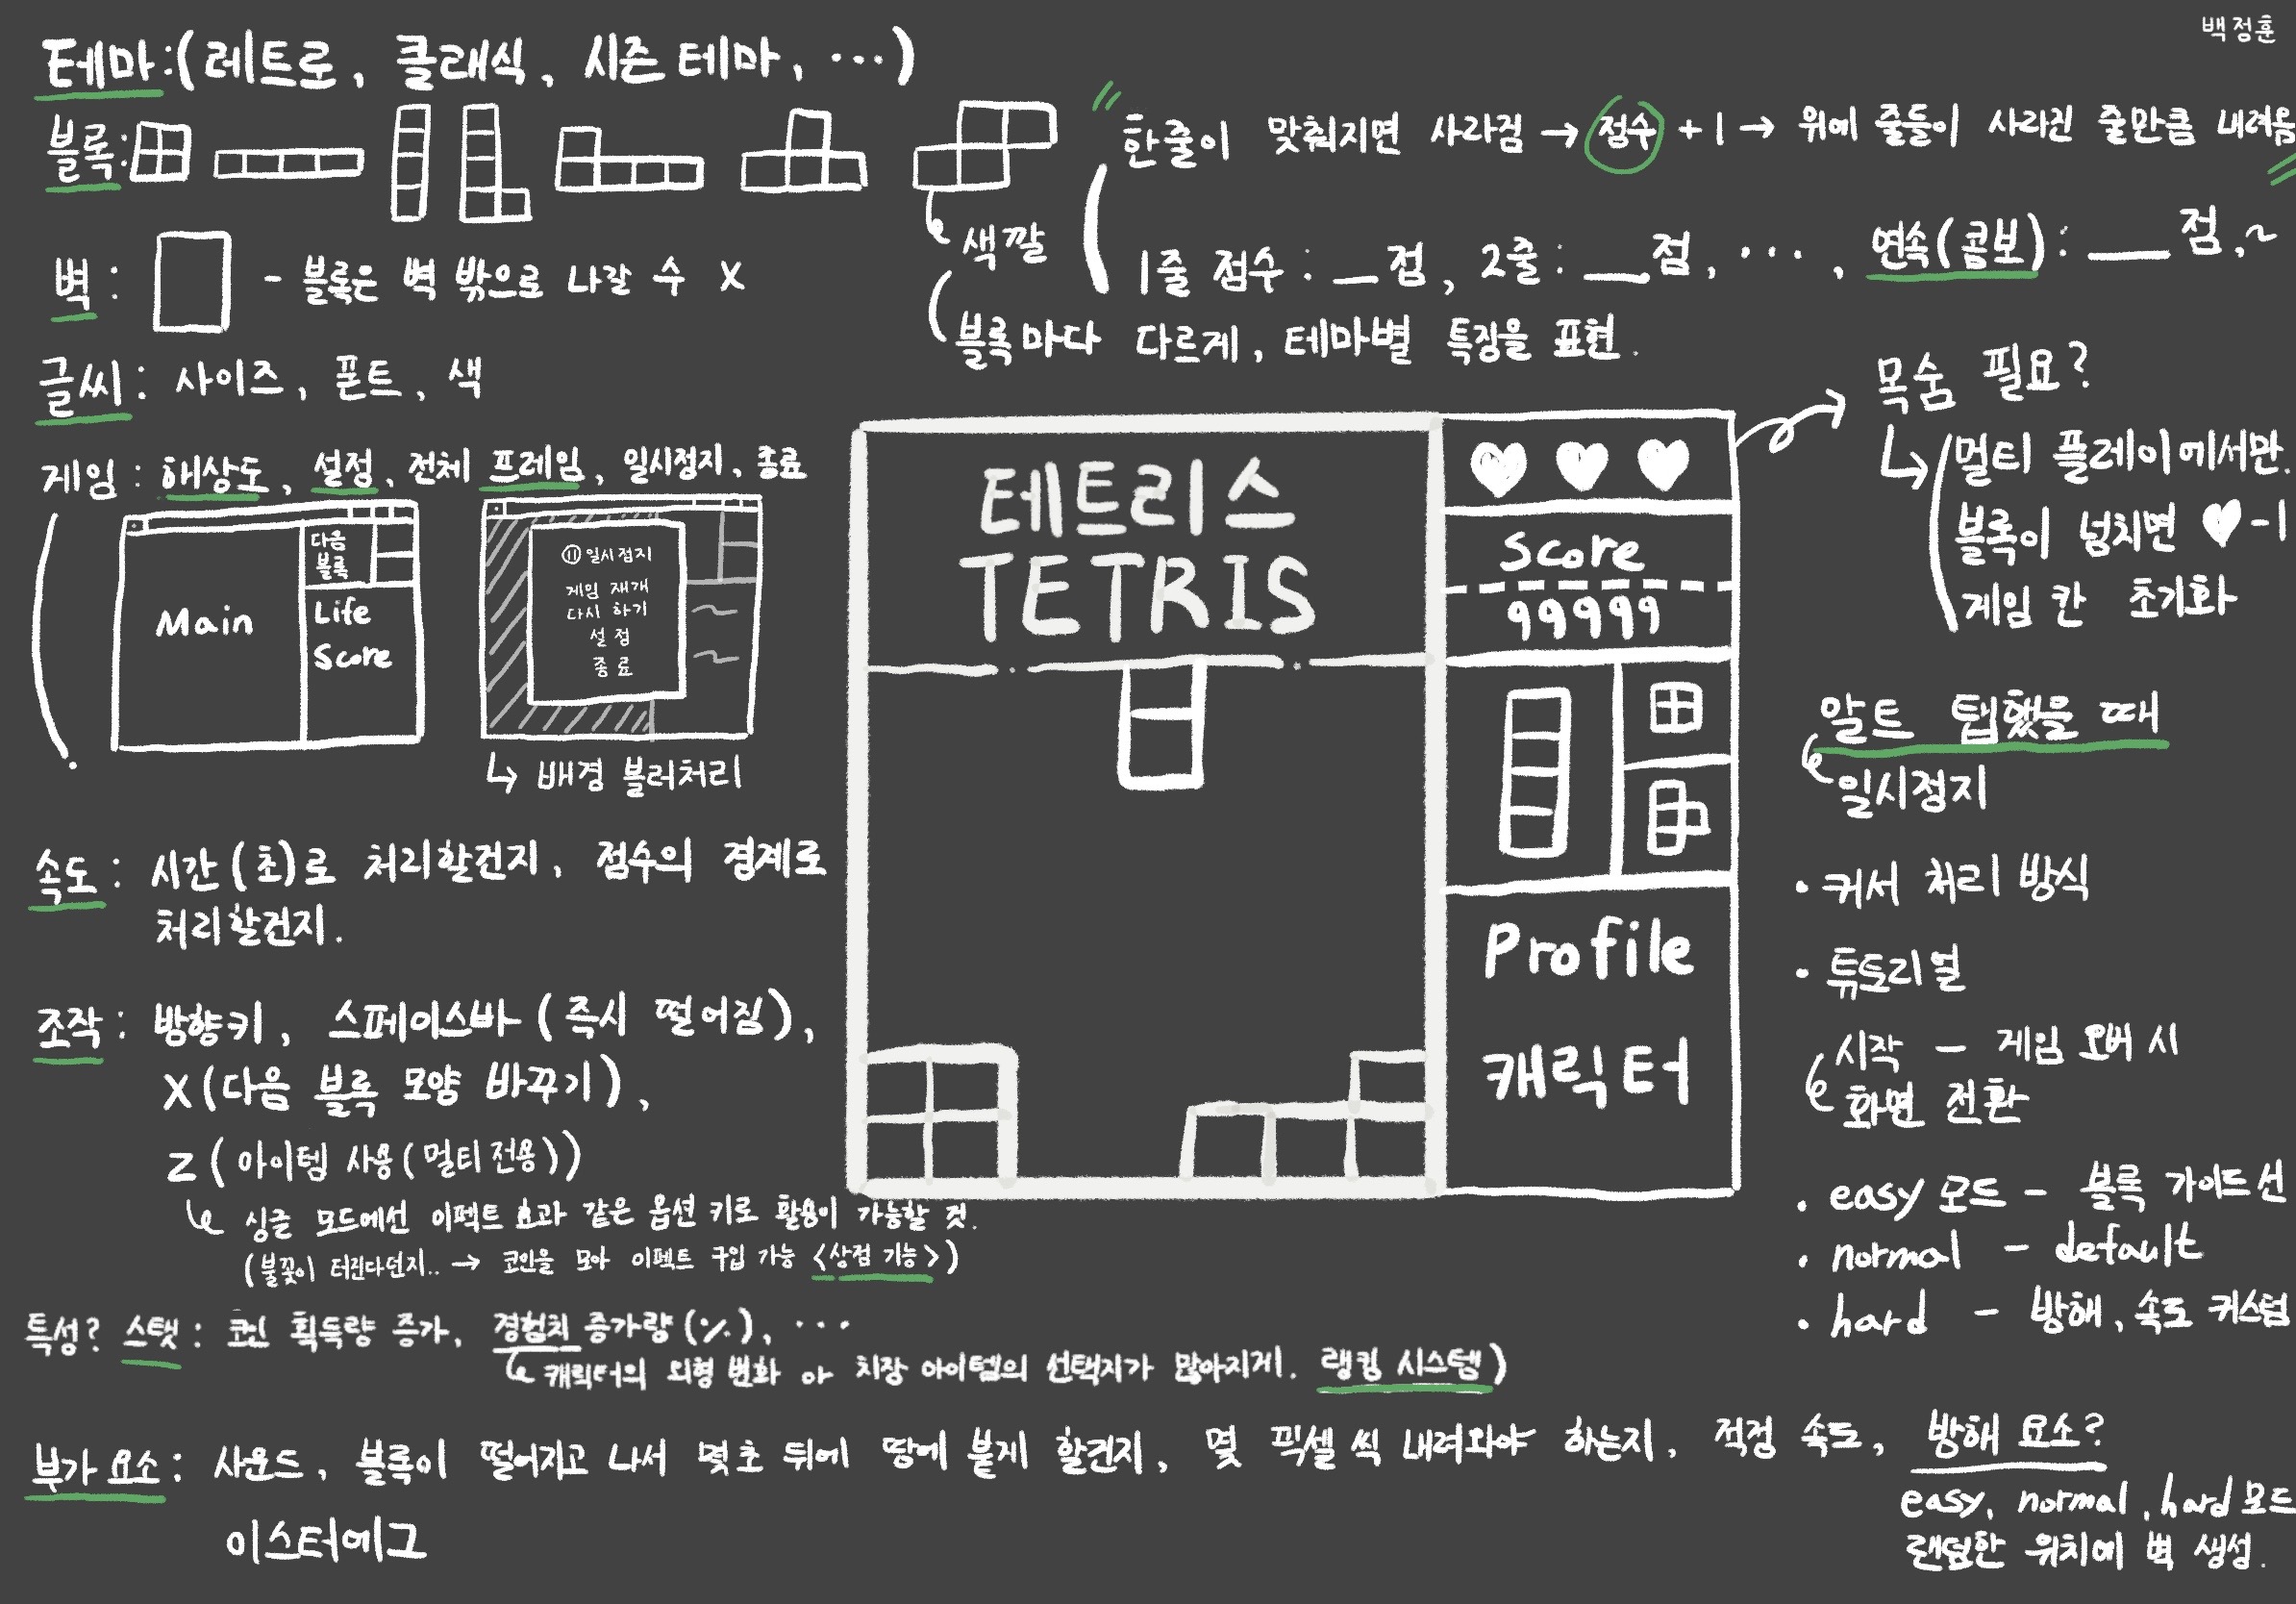 백정훈
테마:(레트로, 클래식, 시즌 테마, ...)
블록:
색깔
블록마다 다르게, 테마별 특징을 표현.
"한줄이 맞춰지면 사라짐 → 점수 +1 → 위에 줄들이 사라진 줄만큼 내려옴"
1줄 점수: __점, 2줄: __점, ..., 연속(콤보): __점,~
벽: - 블록은 벽 밖으로 나갈 수 X
글씨: 사이즈, 폰트, 색
게임: 해상도, 설정, 전체 프레임, 일시정지, 종료
Main
다음
블록
Life
Score
일시정지
게임 재개
다시 하기
설정
종료
↳ 배경 블러처리
속도: 시간(초)로 처리할건지, 점수의 경계로
처리할건지.
조작: 방향키, 스페이스바(즉시 떨어짐),
X(다음 블록 모양 바꾸기),
Z(아이템 사용(멀티전용))
↳ 싱글 모드에선 이펙트 효과 같은 옵션 키로 활용이 가능할 것.
(불꽃이 터진다던지.. → 코인을 모아 이펙트 구입 가능 <상점 기능>)
테트리스
TETRIS
Score
99999
Profile
캐릭터
목숨 필요?
↳ 멀티 플레이에서만.
블록이 넘치면 ♥-1
게임 칸 초기화
알트 탭했을 때
일시정지
· 커서 처리 방식
· 튜토리얼
시작 - 게임 오버 시
화면 전환
· easy 모드 - 블록 가이드선
· normal - default
· hard - 방해, 속도 커스텀
특성? 스탯: 코인 획득량 증가, 경험치 증가량(%), ...
↳ 캐릭터의 외형 변화 or 치장 아이템의 선택지가 많아지게. 랭킹 시스템)
부가 요소: 사운드, 블록이 떨어지고 나서 몇초 뒤에 땅에 붙게 할건지, 몇 픽셀 씩 내려와야 하는지, 적정 속도, 방해 요소?
easy, normal, hard 모드
랜덤한 위치에 벽 생성.
이스터에그